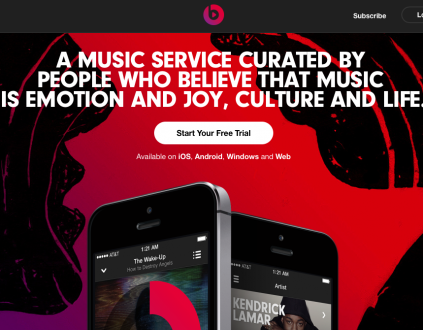 Subscribe
A MUSIC SERVICE CURATED BY
PEOPLE WHO BELIEVE THAT MUSIC
IS EMOTION AND JOY, CULTURE AND LIFE.
Start Your Free Trial
Available on iOS, Android, Windows and Web
AT&T 1:21 AM
The Wake-Up
How to Destroy Angels
AT&T 1:21 AM
Artist
KENDRICK
LAMAR